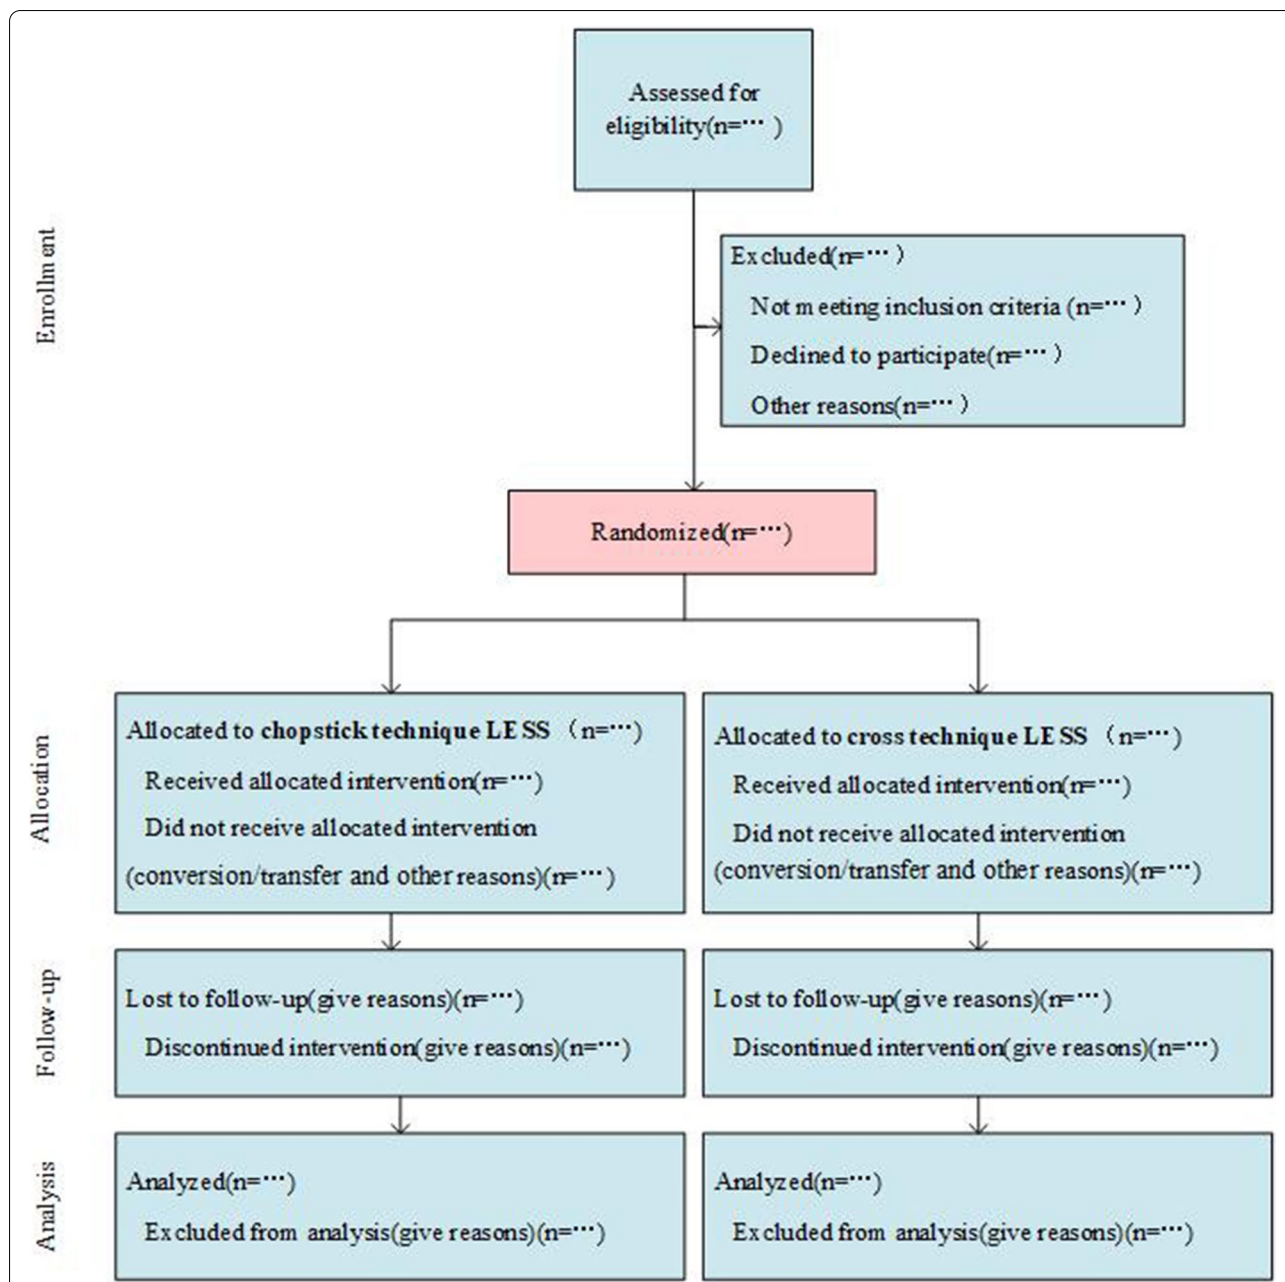 Enrollment
Assessed for
eligibility(n=··· )
Excluded(n=··· )
Not meeting inclusion criteria (n=··· )
Declined to participate(n=··· )
Other reasons(n=··· )
Randomized(n=···)
Allocation
Allocated to chopstick technique LESS (n=···)
Received allocated intervention(n=···)
Did not receive allocated intervention
(conversion/transfer and other reasons)(n=···)
Allocated to cross technique LESS (n=···)
Received allocated intervention(n=···)
Did not receive allocated intervention
(conversion/transfer and other reasons)(n=···)
Follow-up
Lost to follow-up(give reasons)(n=···)
Discontinued intervention(give reasons)(n=···)
Lost to follow-up(give reasons)(n=···)
Discontinued intervention(give reasons)(n=···)
Analysis
Analyzed(n=···)
Excluded from analysis(give reasons)(n=···)
Analyzed(n=···)
Excluded from analysis(give reasons)(n=···)